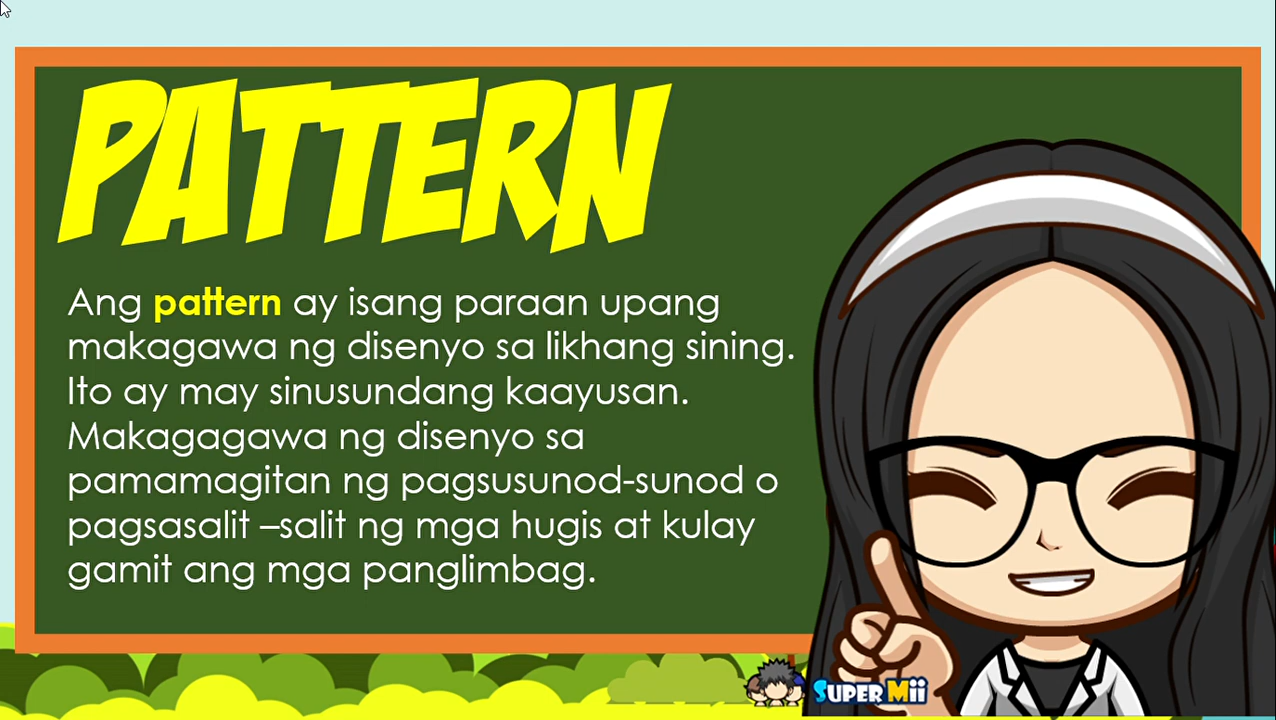 PATTERN
Ang pattern ay isang paraan upang
makagawa ng disenyo sa likhang sining.
Ito ay may sinusundang kaayusan.
Makagagawa ng disenyo sa
pamamagitan ng pagsusunod-sunod o
pagsasalit –salit ng mga hugis at kulay
gamit ang mga panglimbag.
SUPER Mii